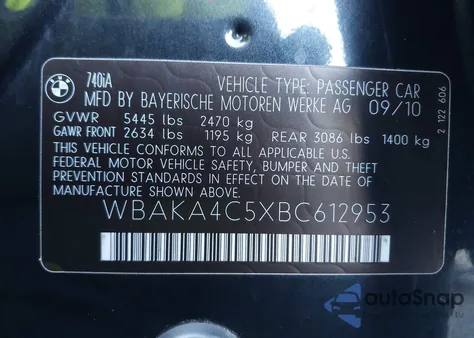 BMW
740iA
VEHICLE TYPE: PASSENGER CAR
MFD BY BAYERISCHE MOTOREN WERKE AG 09/10
GVWR 5445 lbs 2470 kg
GAWR FRONT 2634 lbs 1195 kg REAR 3086 lbs 1400 kg
THIS VEHICLE CONFORMS TO ALL APPLICABLE U.S.
FEDERAL MOTOR VEHICLE SAFETY, BUMPER AND THEFT
PREVENTION STANDARDS IN EFFECT ON THE DATE OF
MANUFACTURE SHOWN ABOVE.
WBAKA4C5XBC612953
2 122 606
autoSnap